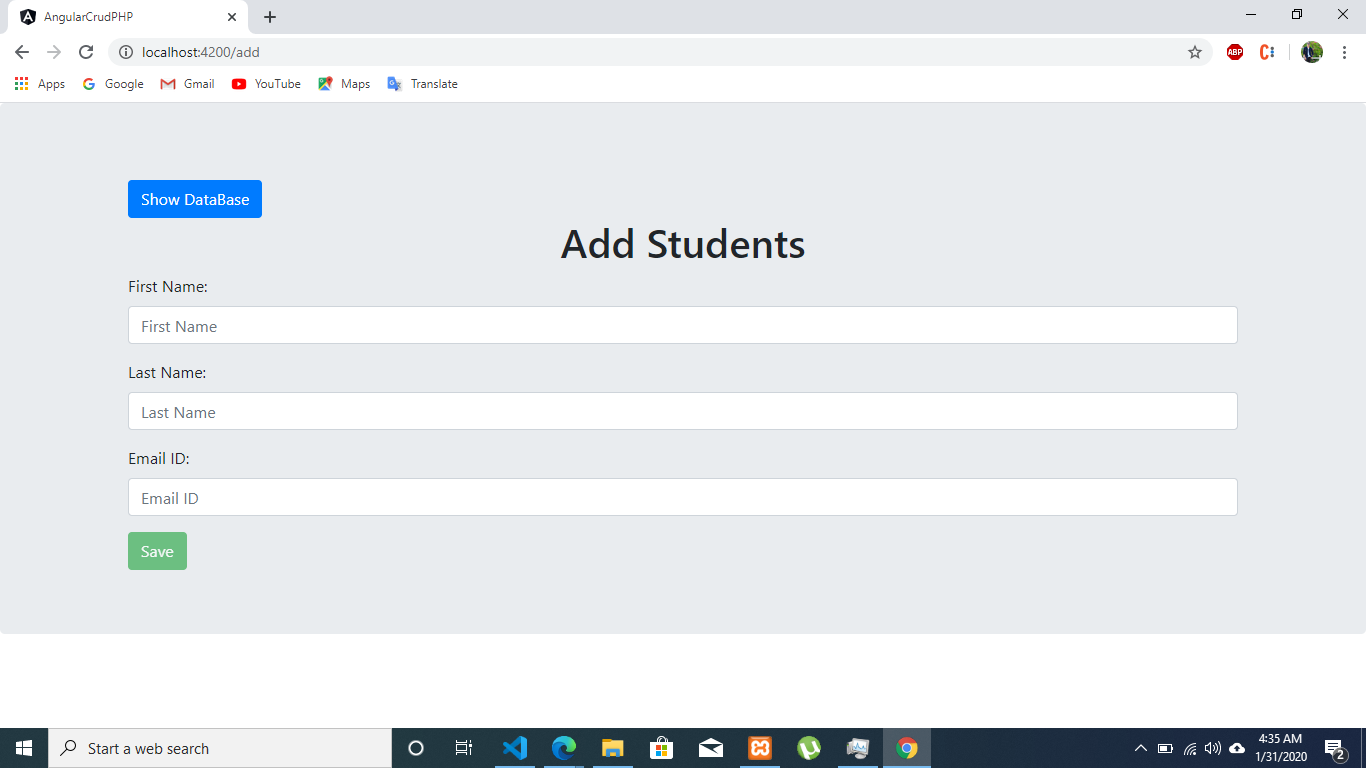 AngularCrudPHP
localhost:4200/add
ABP
Apps Google Gmail YouTube Maps Translate
Show DataBase
Add Students
First Name:
First Name
Last Name:
Last Name
Email ID:
Email ID
Save
Start a web search
4:35 AM
1/31/2020
2